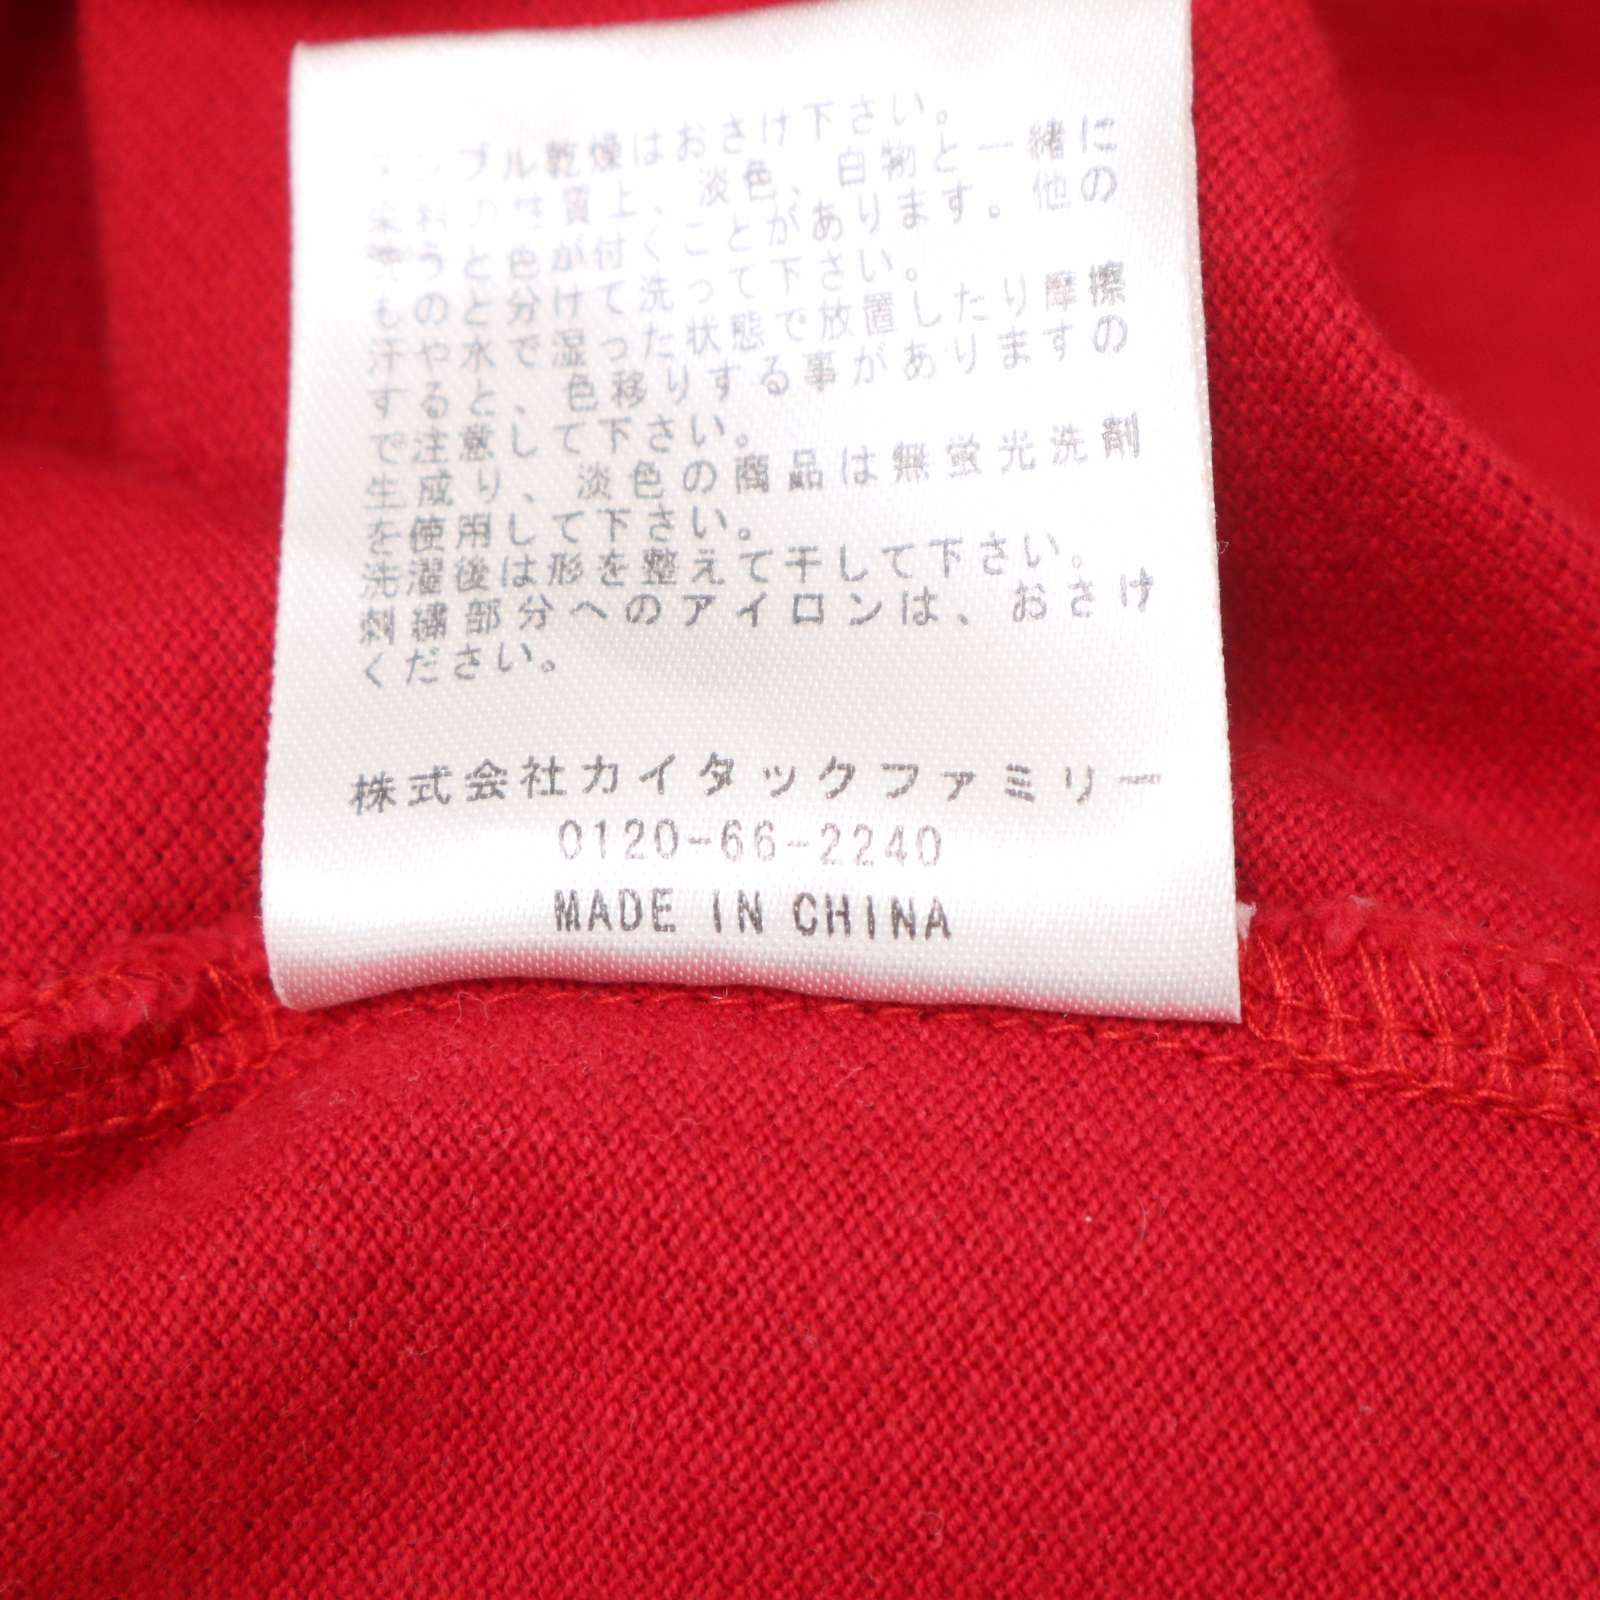 タンブル乾燥はおさけ下さい。
染料の性質上、淡色、白物と一緒に
洗うと色が付くことがあります。他の
ものと分けて洗って下さい。
汗や水で湿った状態で放置したり摩擦
すると、色移りする事がありますの
で注意して下さい。
生成り、淡色の商品は無蛍光洗剤
を使用して下さい。
洗濯後は形を整えて干して下さい。
刺繍部分へのアイロンは、おさけ
ください。
株式会社カイタックファミリー
0120-66-2240
MADE IN CHINA